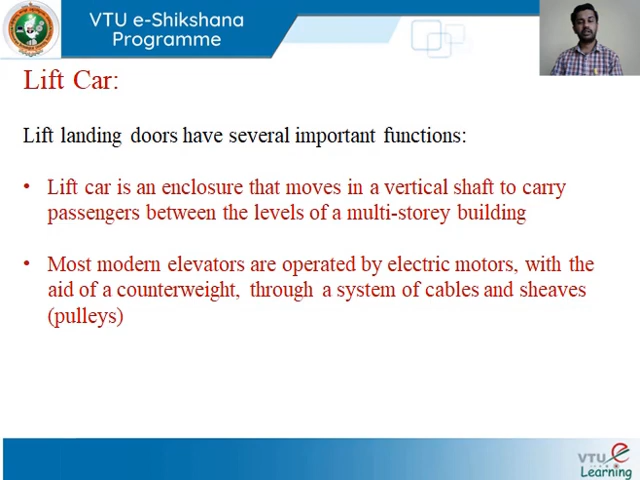 VTU e-Shikshana
Programme
Lift Car:
Lift landing doors have several important functions:
• Lift car is an enclosure that moves in a vertical shaft to carry
passengers between the levels of a multi-storey building
• Most modern elevators are operated by electric motors, with the
aid of a counterweight, through a system of cables and sheaves
(pulleys)
VTU e
Learning